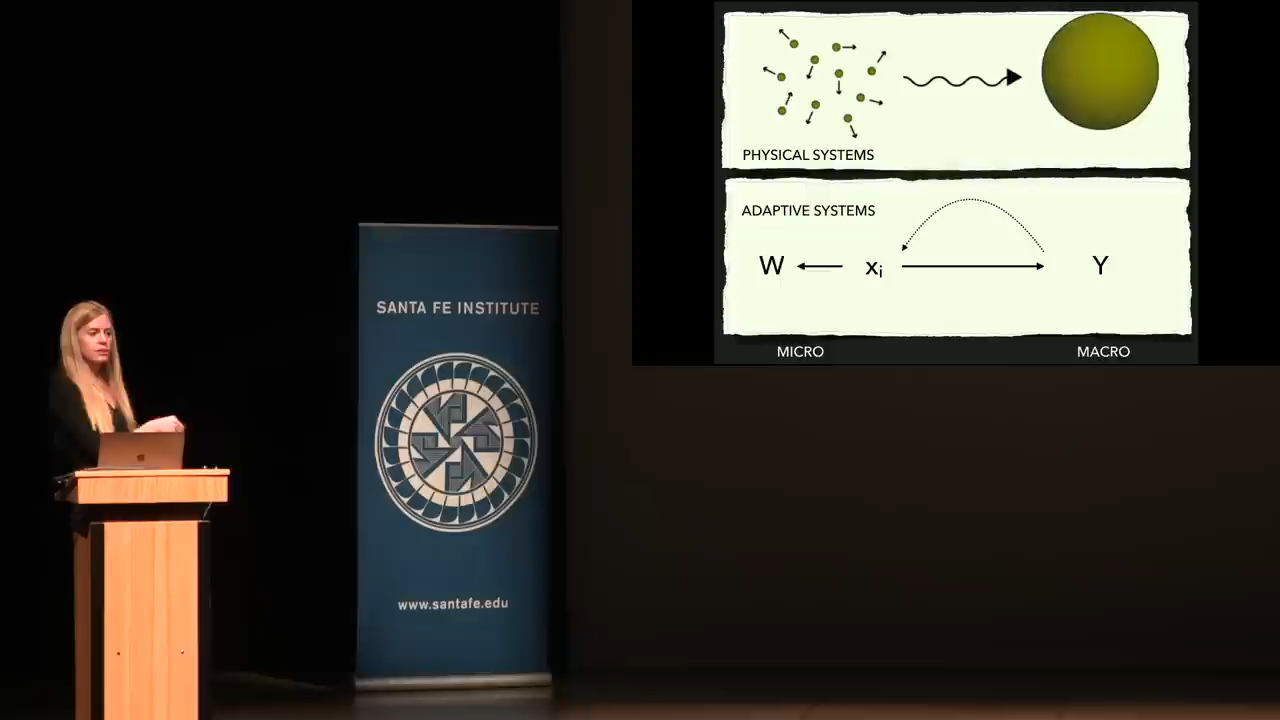 PHYSICAL SYSTEMS
ADAPTIVE SYSTEMS
W xi Y
MICRO MACRO
SANTA FE INSTITUTE
www.santafe.edu